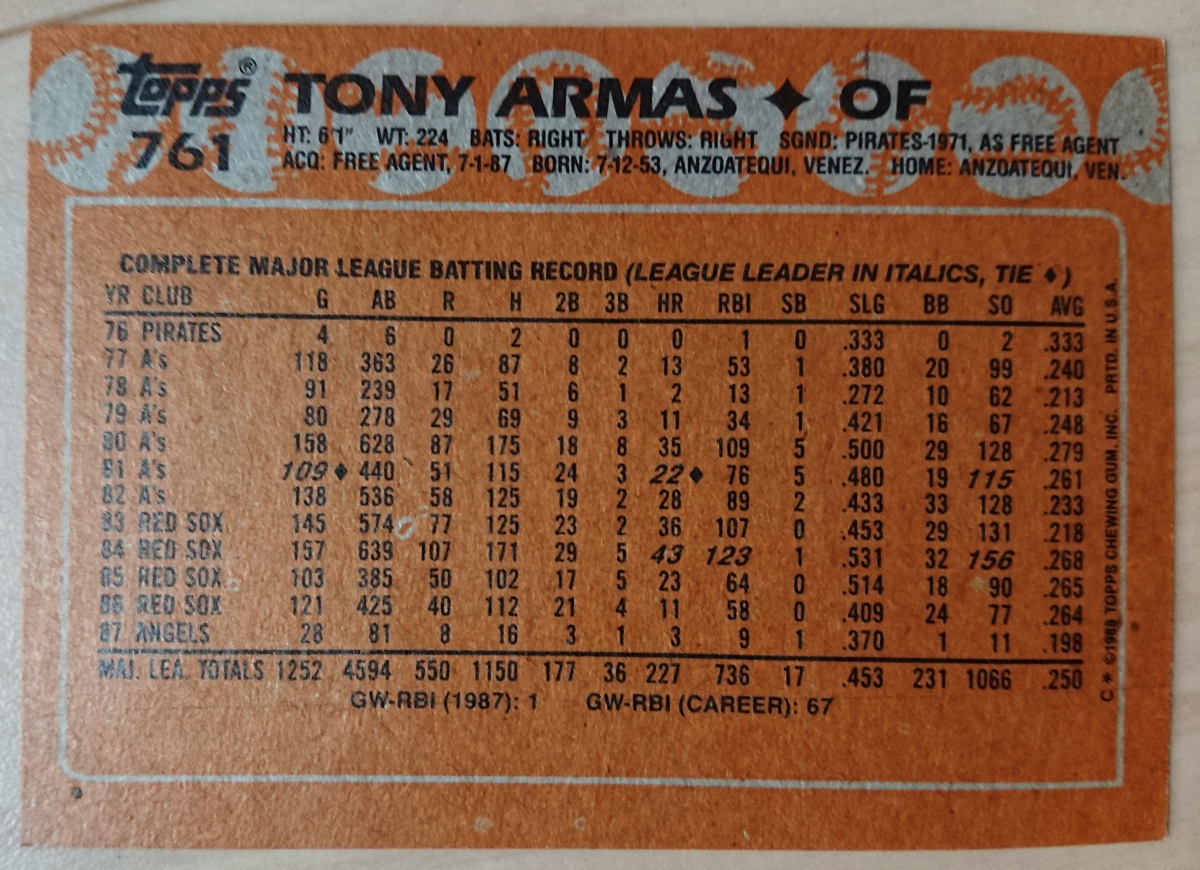 topps® TONY ARMAS ✦ OF
761 HT: 6'1" WT: 224 BATS: RIGHT THROWS: RIGHT SGND: PIRATES-1971, AS FREE AGENT
ACQ: FREE AGENT, 7-1-87 BORN: 7-12-53, ANZOATEQUI, VENEZ. HOME: ANZOATEQUI, VEN.
COMPLETE MAJOR LEAGUE BATTING RECORD (LEAGUE LEADER IN ITALICS, TIE ♦)
YR CLUB G AB R H 2B 3B HR RBI SB SLG BB SO AVG
76 PIRATES 4 6 0 2 0 0 0 1 0 .333 0 2 .333
77 A's 118 363 26 87 8 2 13 53 1 .380 20 99 .240
78 A's 91 239 17 51 6 1 2 13 1 .272 10 62 .213
79 A's 80 278 29 69 9 3 11 34 1 .421 16 67 .248
80 A's 158 628 87 175 18 8 35 109 5 .500 29 128 .279
81 A's 109♦ 440 51 115 24 3 22♦ 76 5 .480 19 115 .261
82 A's 138 536 58 125 19 2 28 89 2 .433 33 128 .233
83 RED SOX 145 574 77 125 23 2 36 107 0 .453 29 131 .218
84 RED SOX 157 639 107 171 29 5 43 123 1 .531 32 156 .268
85 RED SOX 103 385 50 102 17 5 23 64 0 .514 18 90 .265
86 RED SOX 121 425 40 112 21 4 11 58 0 .409 24 77 .264
87 ANGELS 28 81 8 16 3 1 3 9 1 .370 1 11 .198
MAJ. LEA. TOTALS 1252 4594 550 1150 177 36 227 736 17 .453 231 1066 .250
GW-RBI (1987): 1 GW-RBI (CAREER): 67
C * ©1988 TOPPS CHEWING GUM, INC. PRTD. IN U.S.A.